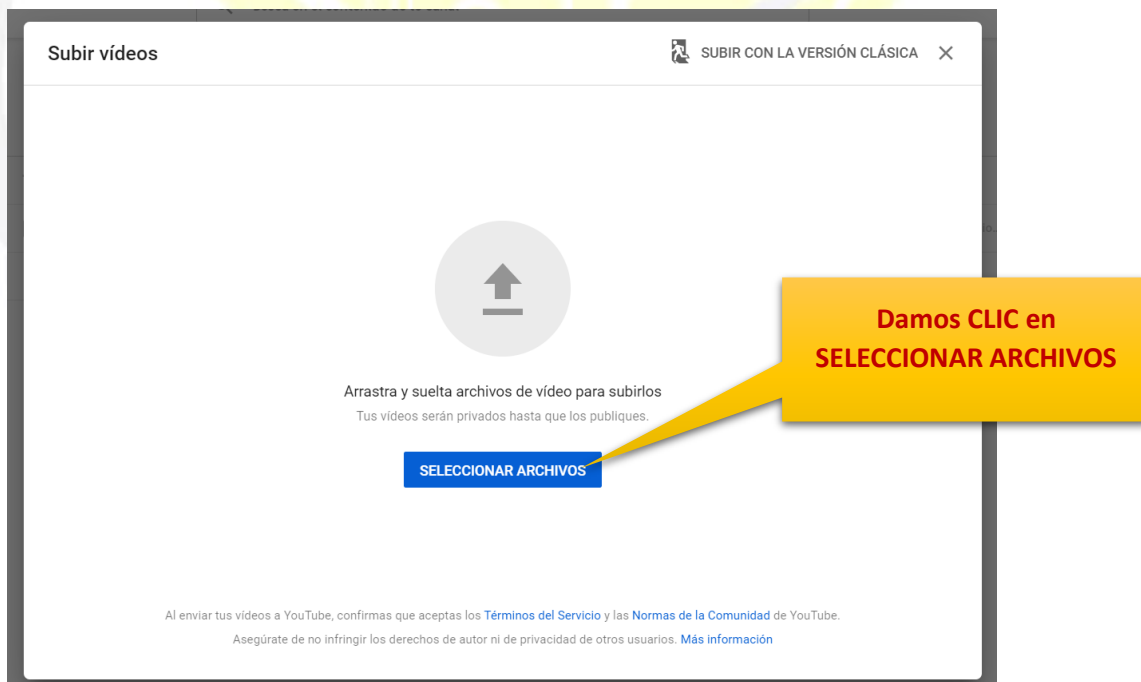 Subir vídeos
SUBIR CON LA VERSIÓN CLÁSICA
Damos CLIC en
SELECCIONAR ARCHIVOS
Arrastra y suelta archivos de vídeo para subirlos
Tus vídeos serán privados hasta que los publiques.
SELECCIONAR ARCHIVOS
Al enviar tus vídeos a YouTube, confirmas que aceptas los Términos del Servicio y las Normas de la Comunidad de YouTube.
Asegúrate de no infringir los derechos de autor ni de privacidad de otros usuarios. Más información